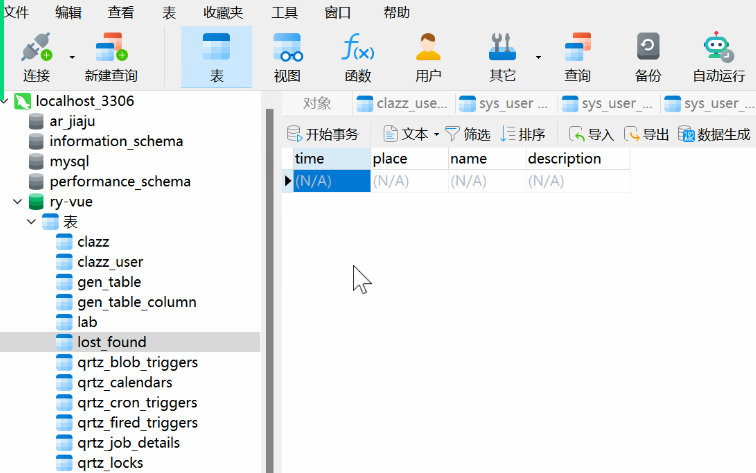 文件 编辑 查看 表 收藏夹 工具 窗口 帮助
f(x)
连接 新建查询 表 视图 函数 用户 其它 查询 备份 自动运行
localhost_3306
ar_jiaju
information_schema
mysql
performance_schema
ry-vue
表
clazz
clazz_user
gen_table
gen_table_column
lab
lost_found
qrtz_blob_triggers
qrtz_calendars
qrtz_cron_triggers
qrtz_fired_triggers
qrtz_job_details
qrtz_locks
对象 clazz_use... sys_user ... sys_user_... sys_user_...
开始事务 文本 筛选 排序 导入 导出 数据生成
time place name description
(N/A) (N/A) (N/A) (N/A)